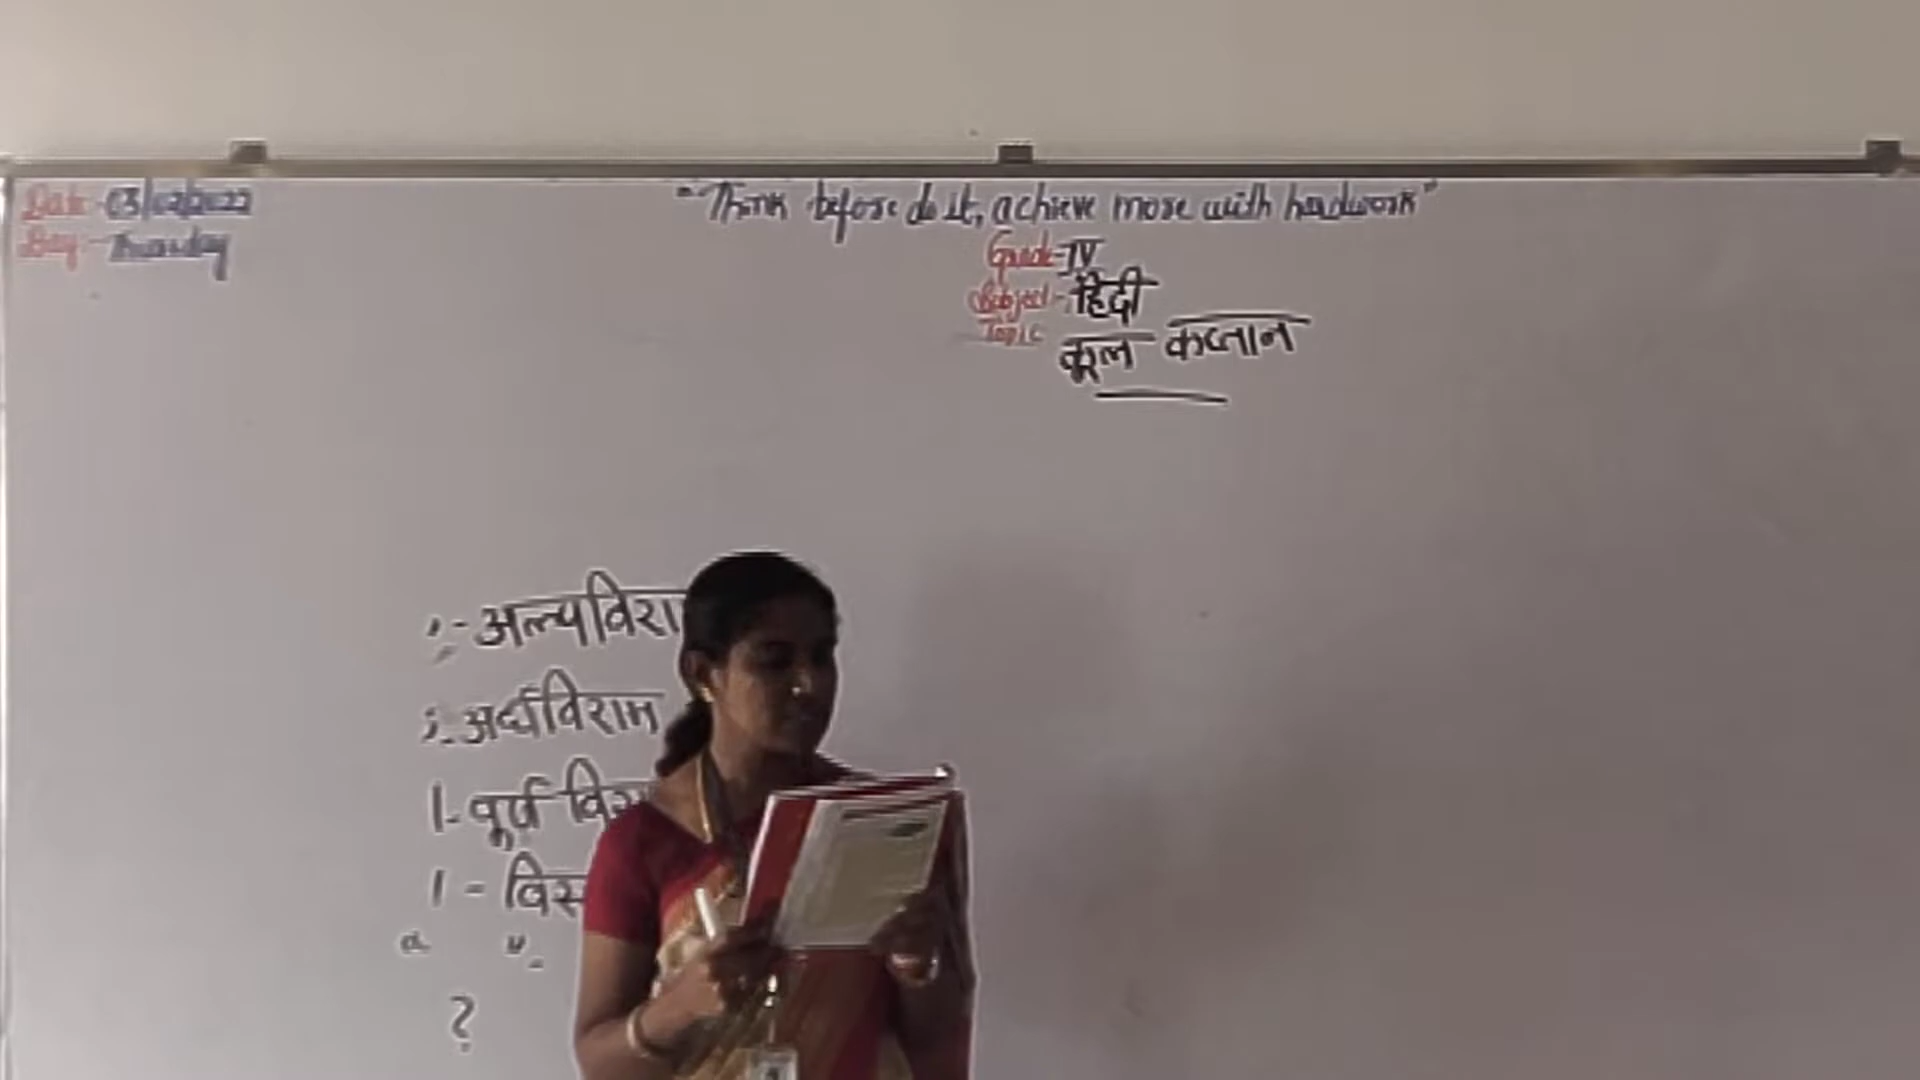 Date-03/02/2022
Day-Thursday
"Think before do it, achieve more with hardwork"
Grade-IV
Subject-हिंदी
Topic
कूल कप्तान
,-अल्पविरा
;-अर्धविराम
।-पूर्ण विरा
। - विस्
" "-
?